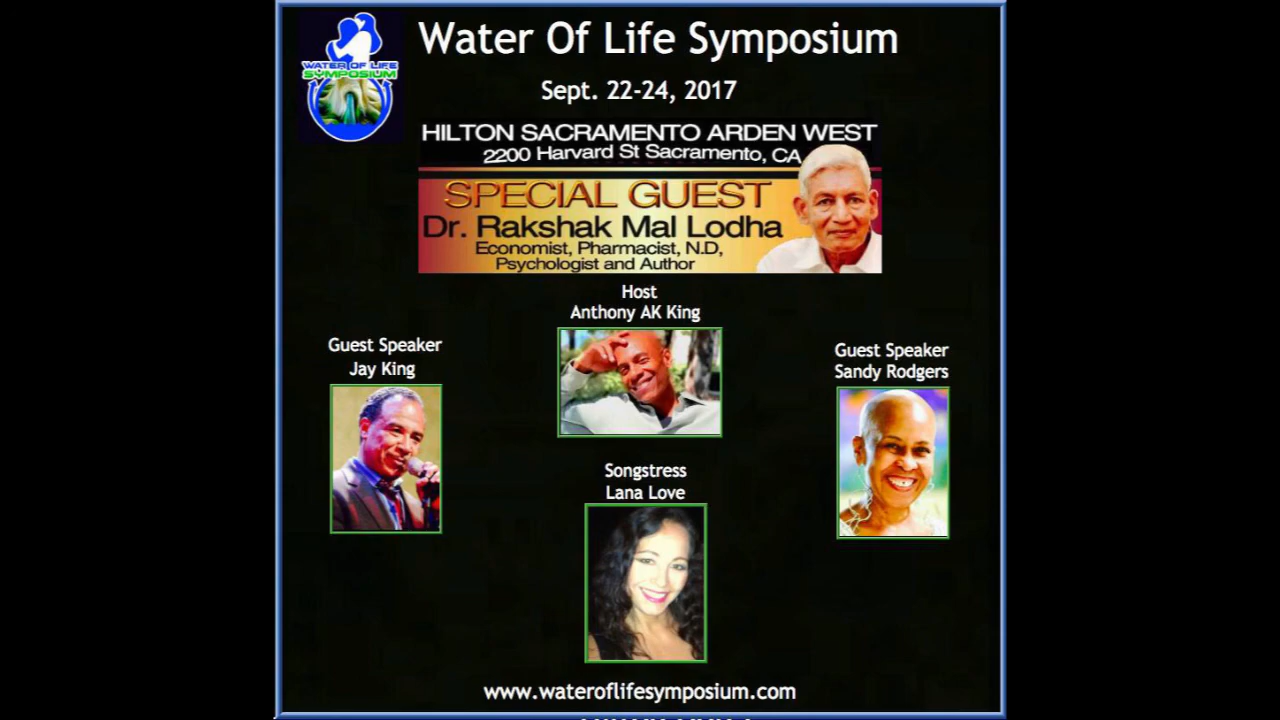 WATER OF LIFE
SYMPOSIUM
Water Of Life Symposium
Sept. 22-24, 2017
HILTON SACRAMENTO ARDEN WEST
2200 Harvard St Sacramento, CA
SPECIAL GUEST
Dr. Rakshak Mal Lodha
Economist, Pharmacist, N.D,
Psychologist and Author
Host
Anthony AK King
Guest Speaker
Jay King
Guest Speaker
Sandy Rodgers
Songstress
Lana Love
www.wateroflifesymposium.com